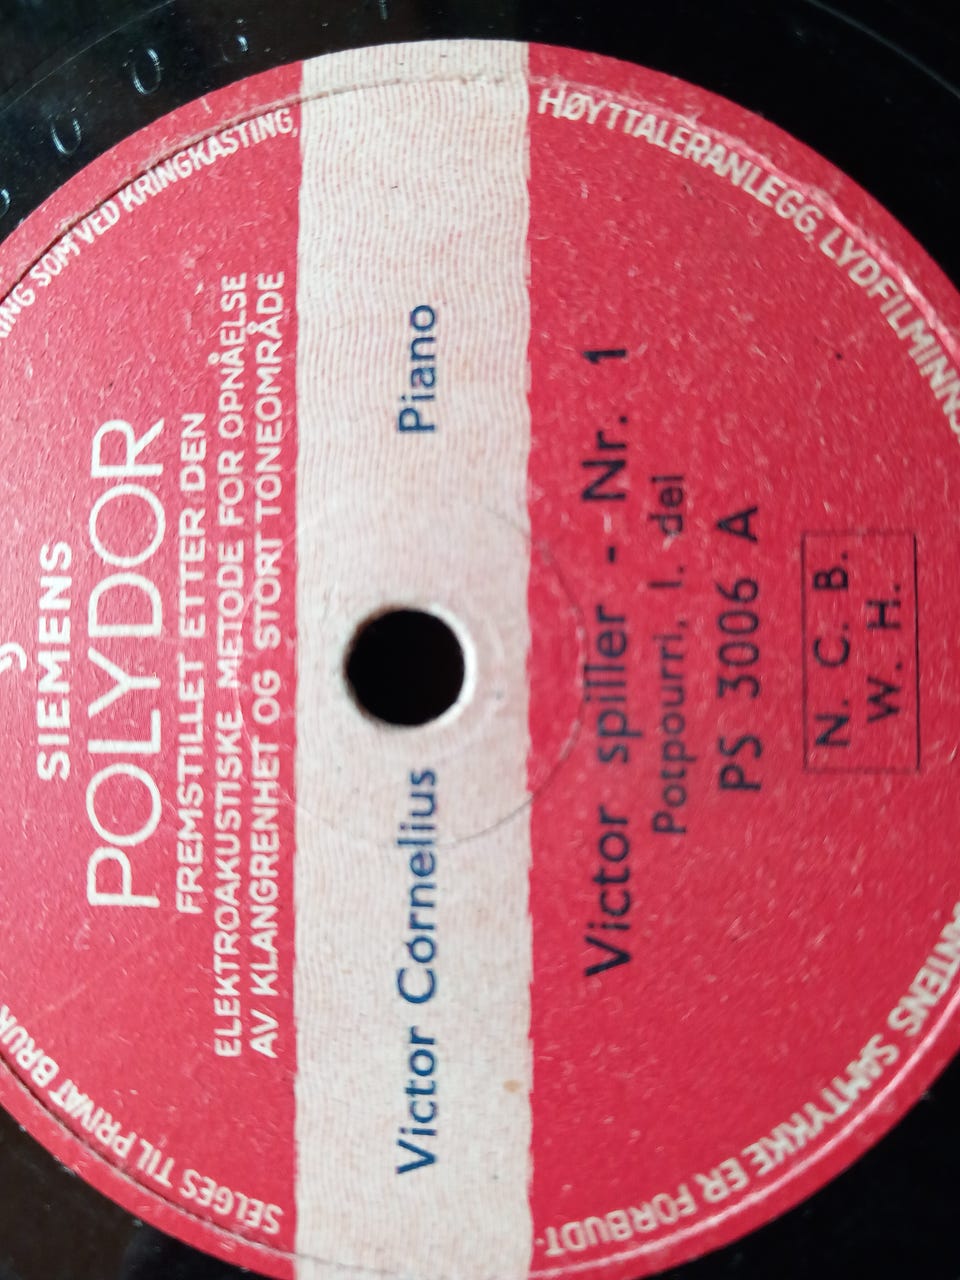 SIEMENS
POLYDOR
FREMSTILLET ETTER DEN
ELEKTROAKUSTISKE METODE FOR OPNÅELSE
AV KLANGRENHET OG STORT TONEOMRÅDE
Victor Cornelius Piano
Victor spiller - Nr. 1
Potpourri, I. del
PS 3006 A
N. C. B.
W. H.
SELGES TIL PRIVAT BRUK
SOM VED KRINGKASTING,
HØYTTALERANLEGG, LYDFILMINNS
SAMTYKKE ER FORBUDT.